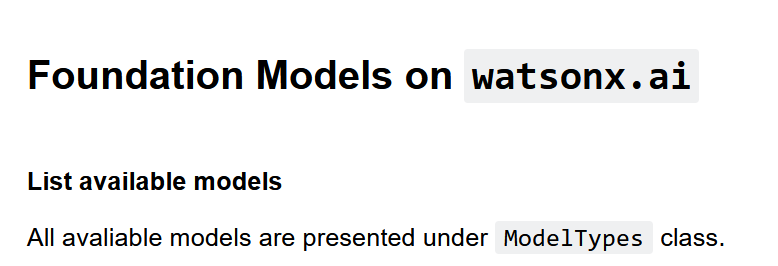 Foundation Models on watsonx.ai
List available models
All avaliable models are presented under ModelTypes class.